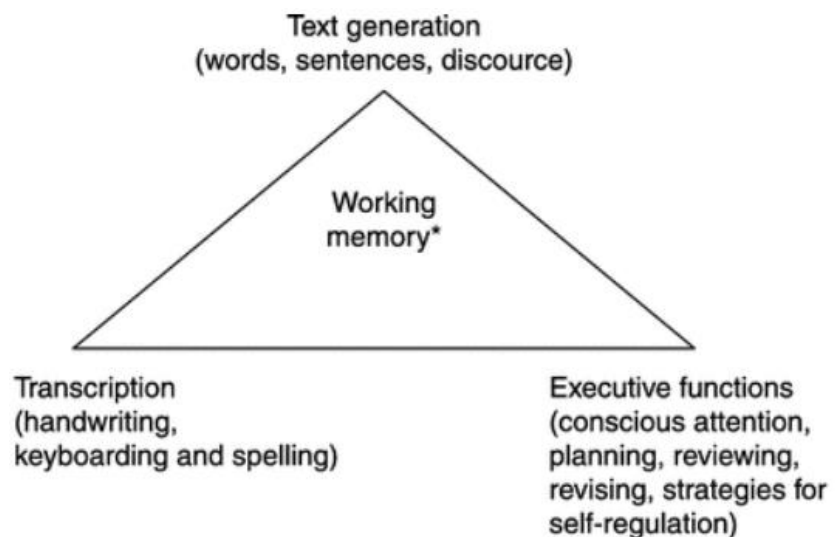 Text generation
(words, sentences, discource)
Working
memory*
Transcription
(handwriting,
keyboarding and spelling)
Executive functions
(conscious attention,
planning, reviewing,
revising, strategies for
self-regulation)